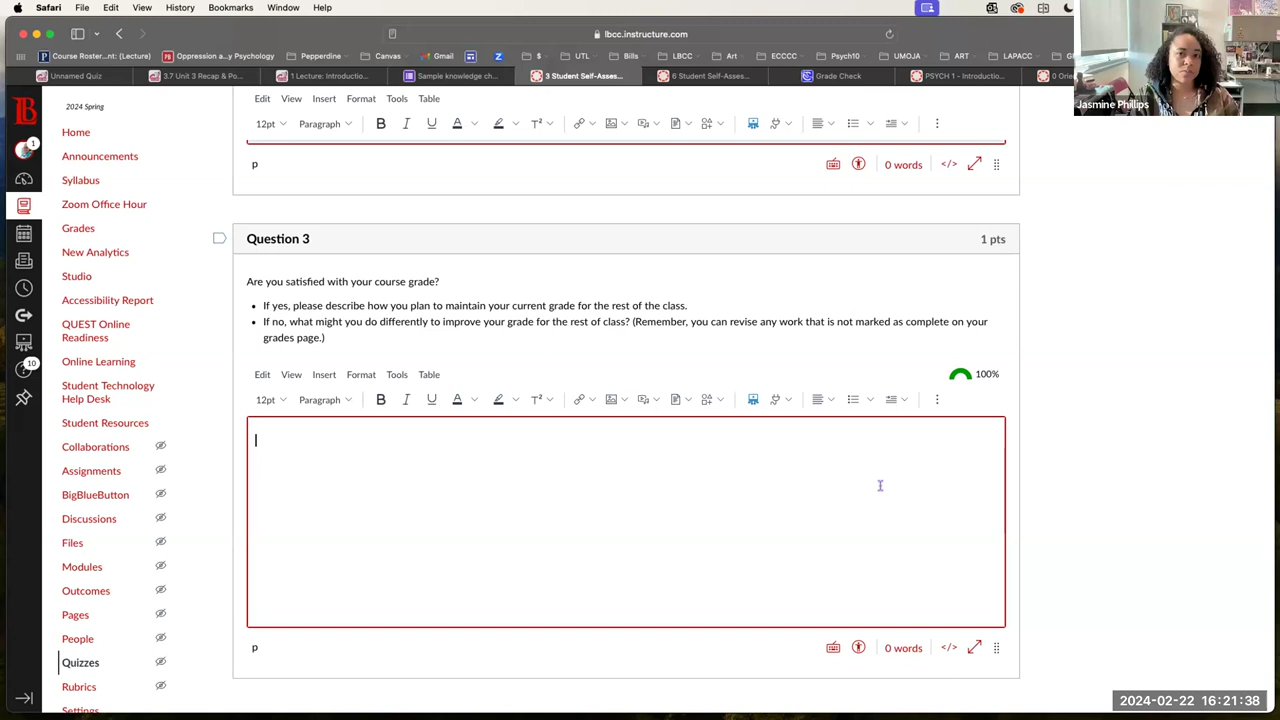 Safari File Edit View History Bookmarks Window Help
lbcc.instructure.com
Course Roster...nt: (Lecture) Oppression a...y Psychology Pepperdine Canvas Gmail $ UTL Bills LBCC Art ECCCC Psych10 UMOJA ART LAPACC
Unnamed Quiz 3.7 Unit 3 Recap & Po... 1 Lecture: Introductio... Sample knowledge ch... 3 Student Self-Asses... 6 Student Self-Asses... Grade Check PSYCH 1 - Introductio...
Jasmine Phillips
2024 Spring
Home
Announcements
Syllabus
Zoom Office Hour
Grades
New Analytics
Studio
Accessibility Report
QUEST Online
Readiness
Online Learning
Student Technology
Help Desk
Student Resources
Collaborations
Assignments
BigBlueButton
Discussions
Files
Modules
Outcomes
Pages
People
Quizzes
Rubrics
Settings
1
10
Edit View Insert Format Tools Table
12pt Paragraph B I U A T²
p 0 words </>
Question 3 1 pts
Are you satisfied with your course grade?
• If yes, please describe how you plan to maintain your current grade for the rest of the class.
• If no, what might you do differently to improve your grade for the rest of class? (Remember, you can revise any work that is not marked as complete on your
grades page.)
Edit View Insert Format Tools Table 100%
12pt Paragraph B I U A T²
p 0 words </>
2024-02-22 16:21:38